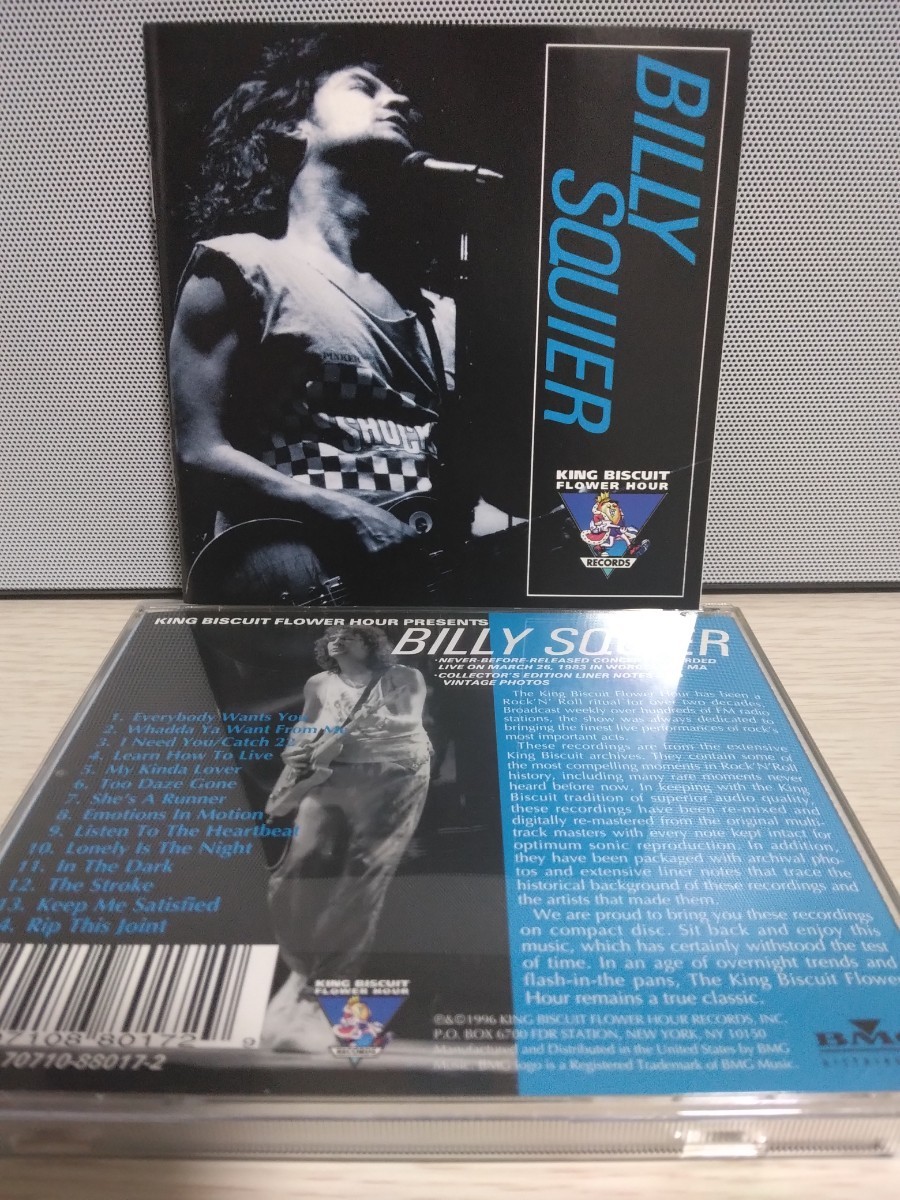 BILLY
SQUIER
PINKER
SHUCK
KING BISCUIT
FLOWER HOUR
RECORDS
KING BISCUIT FLOWER HOUR PRESENTS
BILLY SQUIER
·NEVER-BEFORE-RELEASED RECORDED
LIVE ON MARCH 26, 1983 IN MA
·COLLECTOR'S EDITION LINER NOTES
VINTAGE PHOTOS
1. Everybody Wants You
2. Whadda Ya Want From Me
3. I Need You/Catch 22
4. Learn How To Live
5. My Kinda Lover
6. Too Daze Gone
7. She's A Runner
8. Emotions In Motion
9. Listen To The Heartbeat
10. Lonely Is The Night
11. In The Dark
12. The Stroke
13. Keep Me Satisfied
4. Rip This Joint
The King Biscuit Flower Hour has been a
Rock'N' Roll ritual for over two decades.
Broadcast weekly over hundreds of FM radio
stations, the show was always dedicated to
bringing the finest live performances of rock's
most important acts.
These recordings are from the extensive
King Biscuit archives. They contain some of
the most compelling moments in Rock'N'Roll
history, including many rare moments never
heard before now. In keeping with the King
Biscuit tradition of superior audio quality,
these recordings have been re-mixed and
digitally re-mastered from the original multi-
track masters with every note kept intact for
optimum sonic reproduction. In addition,
they have been packaged with archival pho-
tos and extensive liner notes that trace the
historical background of these recordings and
the artists that made them.
We are proud to bring you these recordings
on compact disc. Sit back and enjoy this
music, which has certainly withstood the test
of time. In an age of overnight trends and
flash-in-the pans, The King Biscuit Flower
Hour remains a true classic.
KING BISCUIT
FLOWER HOUR
RECORDS
℗&©1996 KING BISCUIT FLOWER HOUR RECORDS, INC.
P.O. BOX 6700 FDR STATION, NEW YORK, NY 10150
Manufactured and Distributed in the United States by BMG
Music. BMG logo is a Registered Trademark of BMG Music.
BMG
71088017 2 9
70710-88017-2